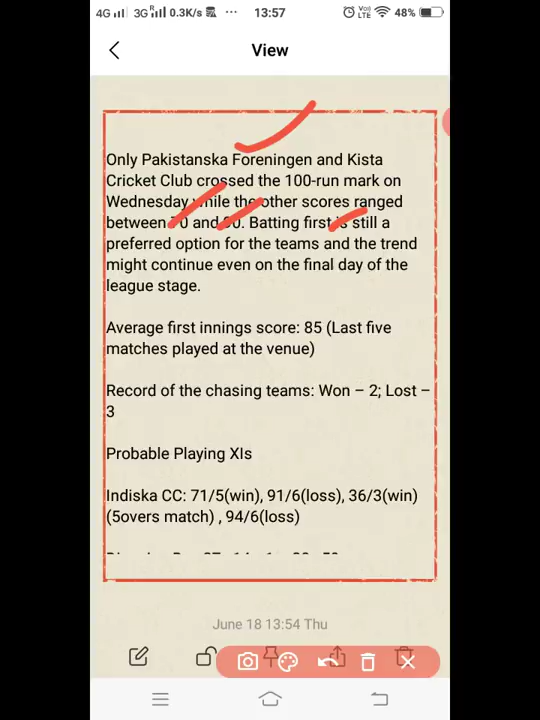 4G 3G R 0.3K/s ... 13:57 Vo) LTE 48%
View
Only Pakistanska Foreningen and Kista
Cricket Club crossed the 100-run mark on
Wednesday while the other scores ranged
between 70 and 90. Batting first is still a
preferred option for the teams and the trend
might continue even on the final day of the
league stage.
Average first innings score: 85 (Last five
matches played at the venue)
Record of the chasing teams: Won – 2; Lost –
3
Probable Playing XIs
Indiska CC: 71/5(win), 91/6(loss), 36/3(win)
(5overs match) , 94/6(loss)
June 18 13:54 Thu